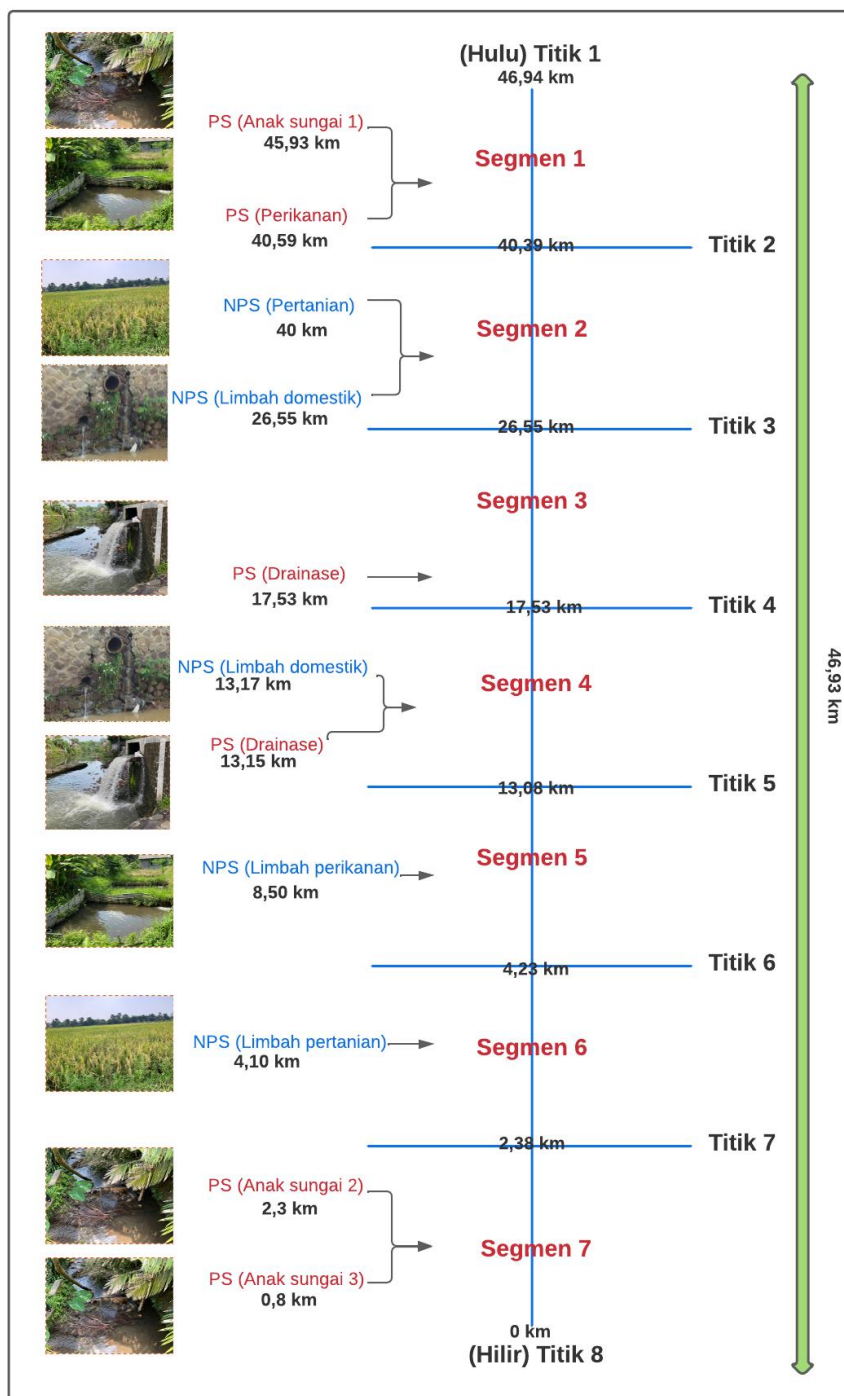 (Hulu) Titik 1
46,94 km
PS (Anak sungai 1)
45,93 km
Segmen 1
PS (Perikanan)
40,59 km
40,39 km
Titik 2
NPS (Pertanian)
40 km
Segmen 2
NPS (Limbah domestik)
26,55 km
26,55 km
Titik 3
Segmen 3
PS (Drainase)
17,53 km
17,53 km
Titik 4
NPS (Limbah domestik)
13,17 km
Segmen 4
PS (Drainase)
13,15 km
13,08 km
Titik 5
Segmen 5
NPS (Limbah perikanan)
8,50 km
4,23 km
Titik 6
NPS (Limbah pertanian)
4,10 km
Segmen 6
2,38 km
Titik 7
PS (Anak sungai 2)
2,3 km
Segmen 7
PS (Anak sungai 3)
0,8 km
0 km
(Hilir) Titik 8
46,93 km